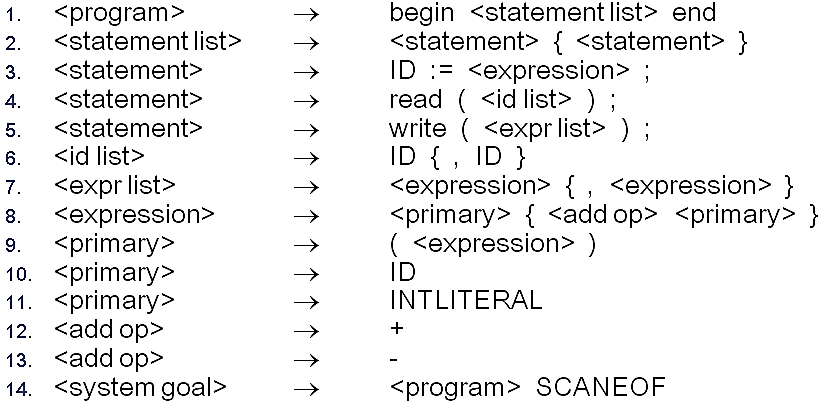 1. <program> → begin <statement list> end
2. <statement list> → <statement> { <statement> }
3. <statement> → ID := <expression> ;
4. <statement> → read ( <id list> ) ;
5. <statement> → write ( <expr list> ) ;
6. <id list> → ID { , ID }
7. <expr list> → <expression> { , <expression> }
8. <expression> → <primary> { <add op> <primary> }
9. <primary> → ( <expression> )
10. <primary> → ID
11. <primary> → INTLITERAL
12. <add op> → +
13. <add op> → -
14. <system goal> → <program> SCANEOF